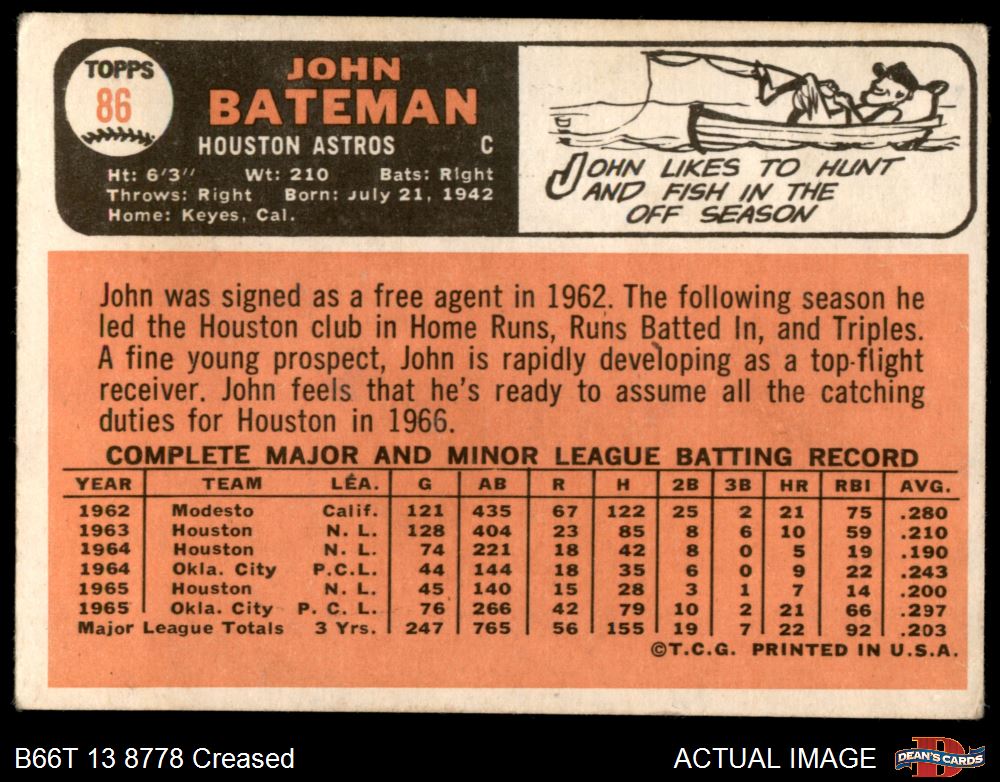 TOPPS
86
JOHN
BATEMAN
HOUSTON ASTROS C
Ht: 6'3" Wt: 210 Bats: Right
Throws: Right Born: July 21, 1942
Home: Keyes, Cal.
JOHN LIKES TO HUNT
AND FISH IN THE
OFF SEASON
John was signed as a free agent in 1962. The following season he
led the Houston club in Home Runs, Runs Batted In, and Triples.
A fine young prospect, John is rapidly developing as a top-flight
receiver. John feels that he's ready to assume all the catching
duties for Houston in 1966.
COMPLETE MAJOR AND MINOR LEAGUE BATTING RECORD
YEAR TEAM LEA. G AB R H 2B 3B HR RBI AVG.
1962 Modesto Calif. 121 435 67 122 25 2 21 75 .280
1963 Houston N. L. 128 404 23 85 8 6 10 59 .210
1964 Houston N. L. 74 221 18 42 8 0 5 19 .190
1964 Okla. City P.C.L. 44 144 18 35 6 0 9 22 .243
1965 Houston N. L. 45 140 15 28 3 1 7 14 .200
1965 Okla. City P. C. L. 76 266 42 79 10 2 21 66 .297
Major League Totals 3 Yrs. 247 765 56 155 19 7 22 92 .203
©T.C.G. PRINTED IN U.S.A.
B66T 13 8778 Creased
ACTUAL IMAGE
D
DEAN'S CARDS